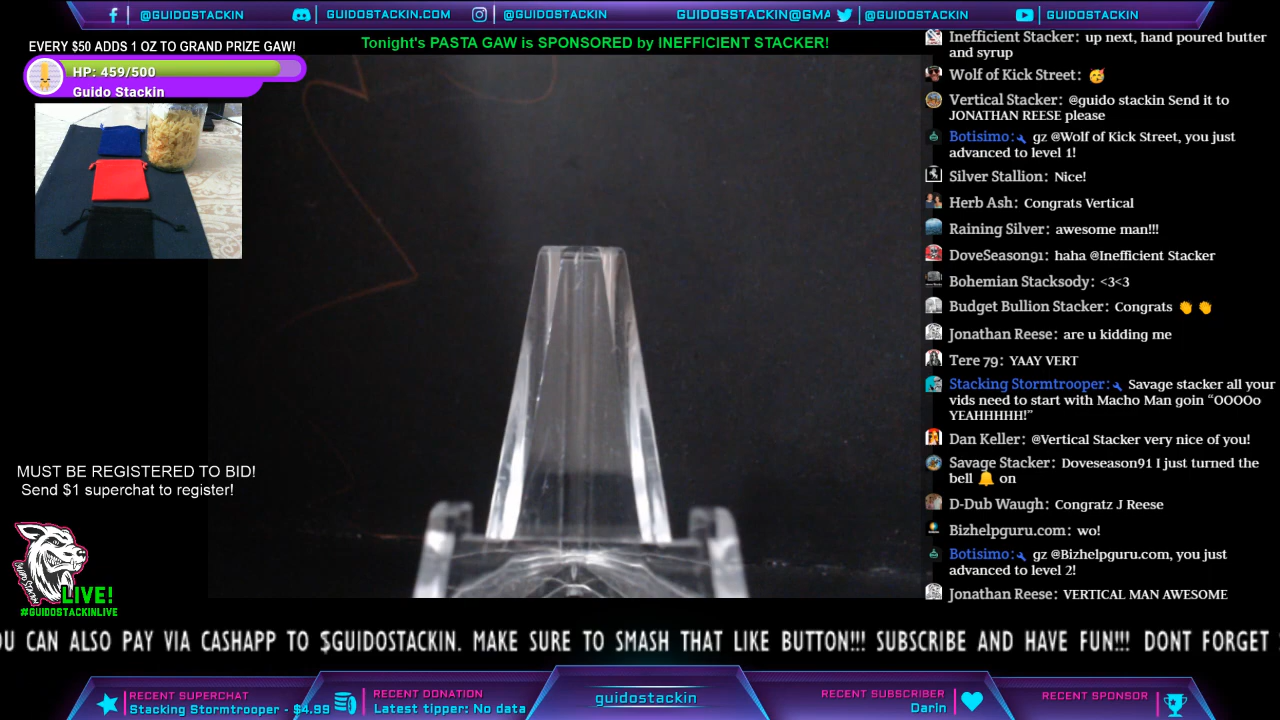 @GUIDOSTACKIN
GUIDOSTACKIN.COM
@GUIDOSTACKIN
GUIDOSSTACKIN@GMA
@GUIDOSTACKIN
GUIDOSTACKIN
EVERY $50 ADDS 1 OZ TO GRAND PRIZE GAW!
Tonight's PASTA GAW is SPONSORED by INEFFICIENT STACKER!
HP: 459/500
Guido Stackin
Inefficient Stacker: up next, hand poured butter
and syrup
Wolf of Kick Street: 🥳
Vertical Stacker: @guido stackin Send it to
JONATHAN REESE please
Botisimo: gz @Wolf of Kick Street, you just
advanced to level 1!
Silver Stallion: Nice!
Herb Ash: Congrats Vertical
Raining Silver: awesome man!!!
DoveSeason91: haha @Inefficient Stacker
Bohemian Stacksody: <3<3
Budget Bullion Stacker: Congrats 👏 👏
Jonathan Reese: are u kidding me
Tere 79: YAAY VERT
Stacking Stormtrooper: Savage stacker all your
vids need to start with Macho Man goin “OOOOo
YEAHHHHH!”
Dan Keller: @Vertical Stacker very nice of you!
Savage Stacker: Doveseason91 I just turned the
bell 🔔 on
D-Dub Waugh: Congratz J Reese
Bizhelpguru.com: wo!
Botisimo: gz @Bizhelpguru.com, you just
advanced to level 2!
Jonathan Reese: VERTICAL MAN AWESOME
MUST BE REGISTERED TO BID!
Send $1 superchat to register!
GUIDO STACKIN
LIVE!
#GUIDOSTACKINLIVE
OU CAN ALSO PAY VIA CASHAPP TO $GUIDOSTACKIN. MAKE SURE TO SMASH THAT LIKE BUTTON!!! SUBSCRIBE AND HAVE FUN!!! DONT FORGET
RECENT SUPERCHAT
Stacking Stormtrooper - $4.99
RECENT DONATION
Latest tipper: No data
guidostackin
RECENT SUBSCRIBER
Darin
RECENT SPONSOR